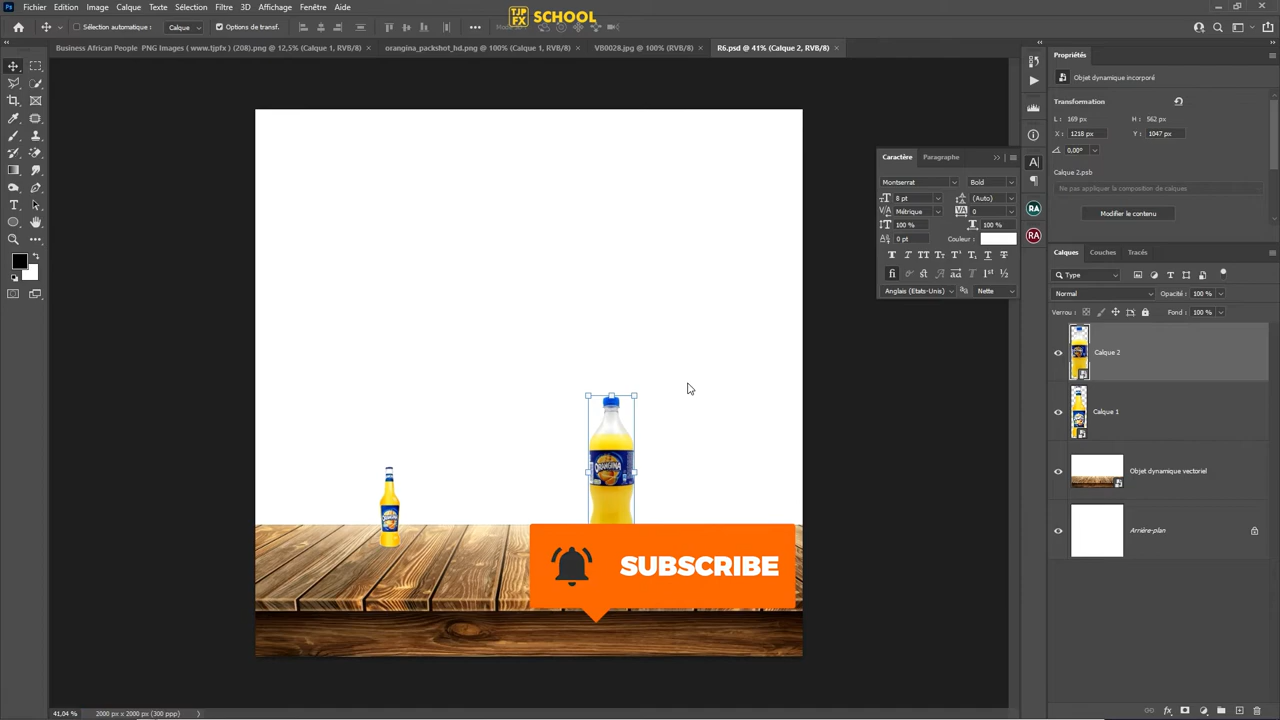 Fichier Edition Image Calque Texte Sélection Filtre 3D Affichage Fenêtre Aide
TJP
FX SCHOOL
Sélection automatique : Calque Options de transf.
Business African People PNG Images ( www.tjpfx ) (208).png @ 12,5% (Calque 1, RVB/8) × orangina_packshot_hd.png @ 100% (Calque 1, RVB/8) × VB0028.jpg @ 100% (RVB/8) × R6.psd @ 41% (Calque 2, RVB/8) ×
Propriétés
Objet dynamique incorporé
Transformation
L : 169 px H : 562 px
X : 1218 px Y : 1047 px
0,00°
Calque 2.psb
Ne pas appliquer la composition de calques
Modifier le contenu
Caractère Paragraphe
Montserrat Bold
8 pt (Auto)
Métrique 0
100 % 100 %
0 pt Couleur :
Anglais (Etats-Unis) Nette
RA
RA
Calques Couches Tracés
Type
Normal Opacité : 100 %
Verrou : Fond : 100 %
Calque 2
Calque 1
Objet dynamique vectoriel
Arrière-plan
ORANGINA
SUBSCRIBE
41,04 % 2000 px x 2000 px (300 ppp)